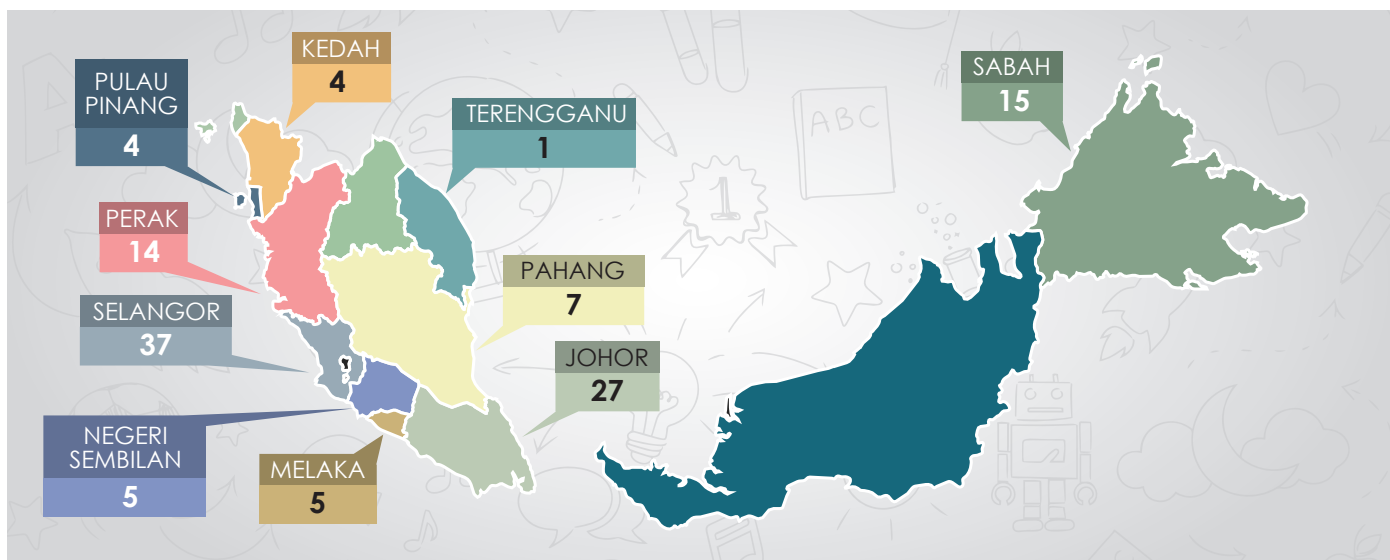 KEDAH
4
PULAU
PINANG
4
TERENGGANU
1
SABAH
15
PERAK
14
PAHANG
7
SELANGOR
37
JOHOR
27
NEGERI
SEMBILAN
5
MELAKA
5
ABC
1